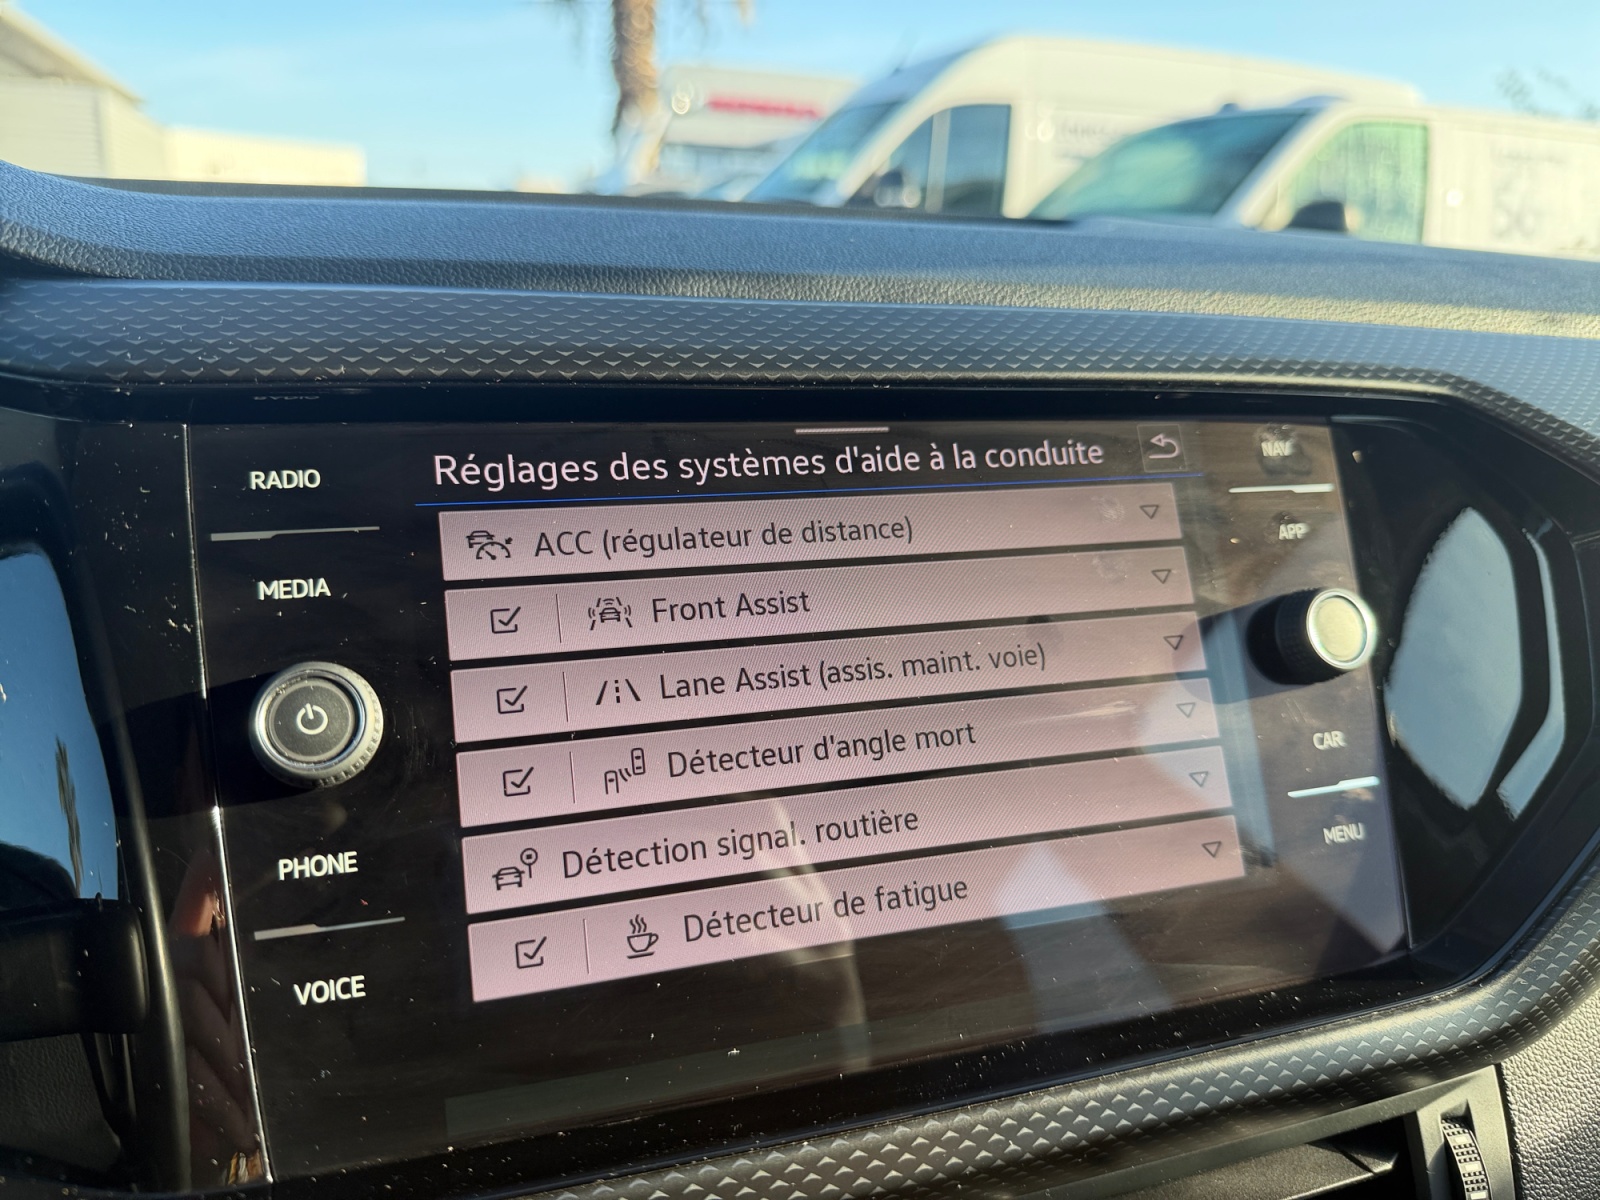 RADIO
MEDIA
PHONE
VOICE
Réglages des systèmes d'aide à la conduite
ACC (régulateur de distance)
Front Assist
Lane Assist (assis. maint. voie)
Détecteur d'angle mort
Détection signal. routière
Détecteur de fatigue
NAV
APP
CAR
MENU